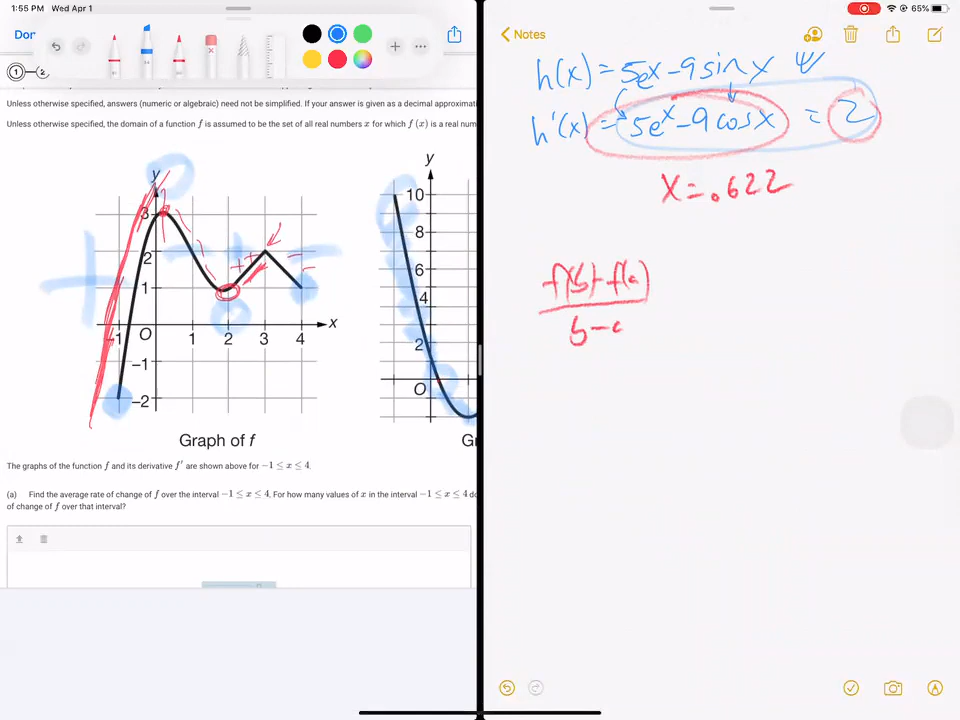 1:55 PM Wed Apr 1
65%
Dor
Notes
1 2
Unless otherwise specified, answers (numeric or algebraic) need not be simplified. If your answer is given as a decimal approximat
Unless otherwise specified, the domain of a function f is assumed to be the set of all real numbers x for which f (x) is a real num
y
3
2
1
-1 O 1 2 3 4 x
-1
-2
Graph of f
y
10
8
6
4
2
O
Gr
The graphs of the function f and its derivative f′ are shown above for −1 ≤ x ≤ 4.
(a) Find the average rate of change of f over the interval −1 ≤ x ≤ 4. For how many values of x in the interval −1 ≤ x ≤ 4 do
of change of f over that interval?
h(x) = 5e^x - 9 sin x
h'(x) = 5e^x - 9 cos x = 2
x = .622
f(b) - f(a)
b - a